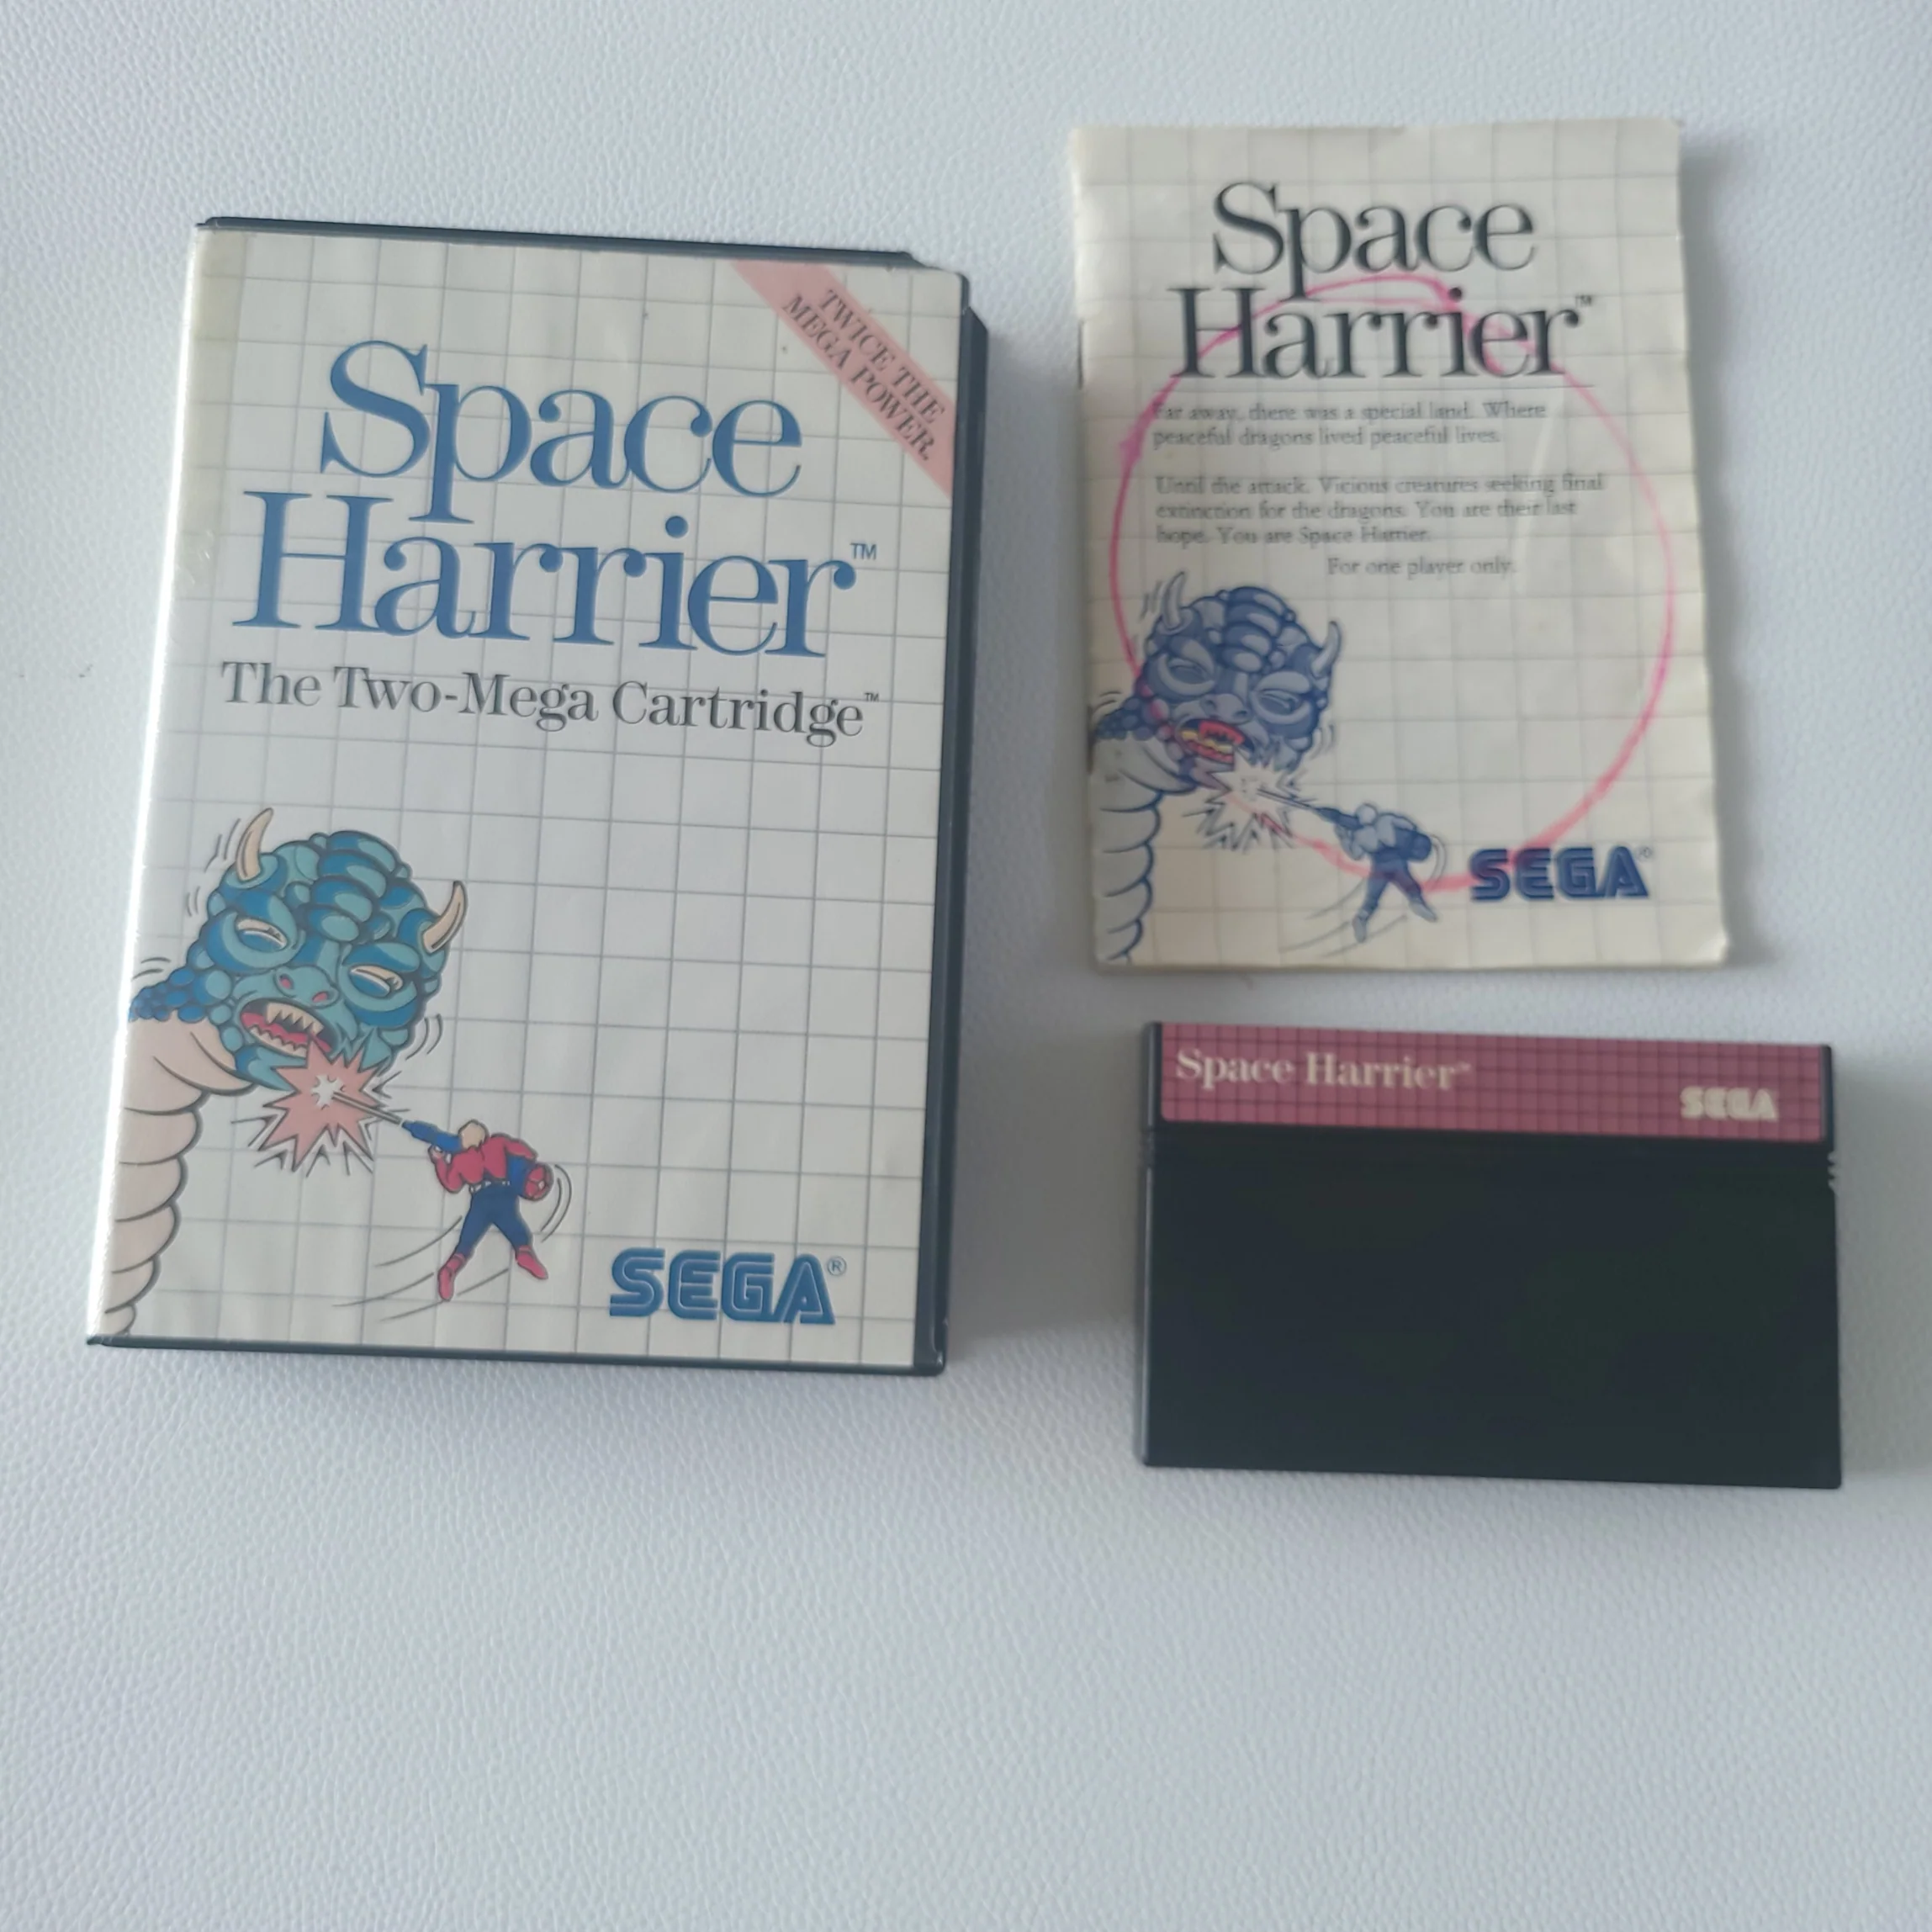 TWICE THE
MEGA POWER.
Space
Harrier™
The Two-Mega Cartridge™
SEGA®
Space
Harrier™
Far away, there was a special land. Where
peaceful dragons lived peaceful lives.
Until the attack. Vicious creatures seeking final
extinction for the dragons. You are their last
hope. You are Space Harrier.
For one player only.
SEGA®
Space Harrier™
SEGA